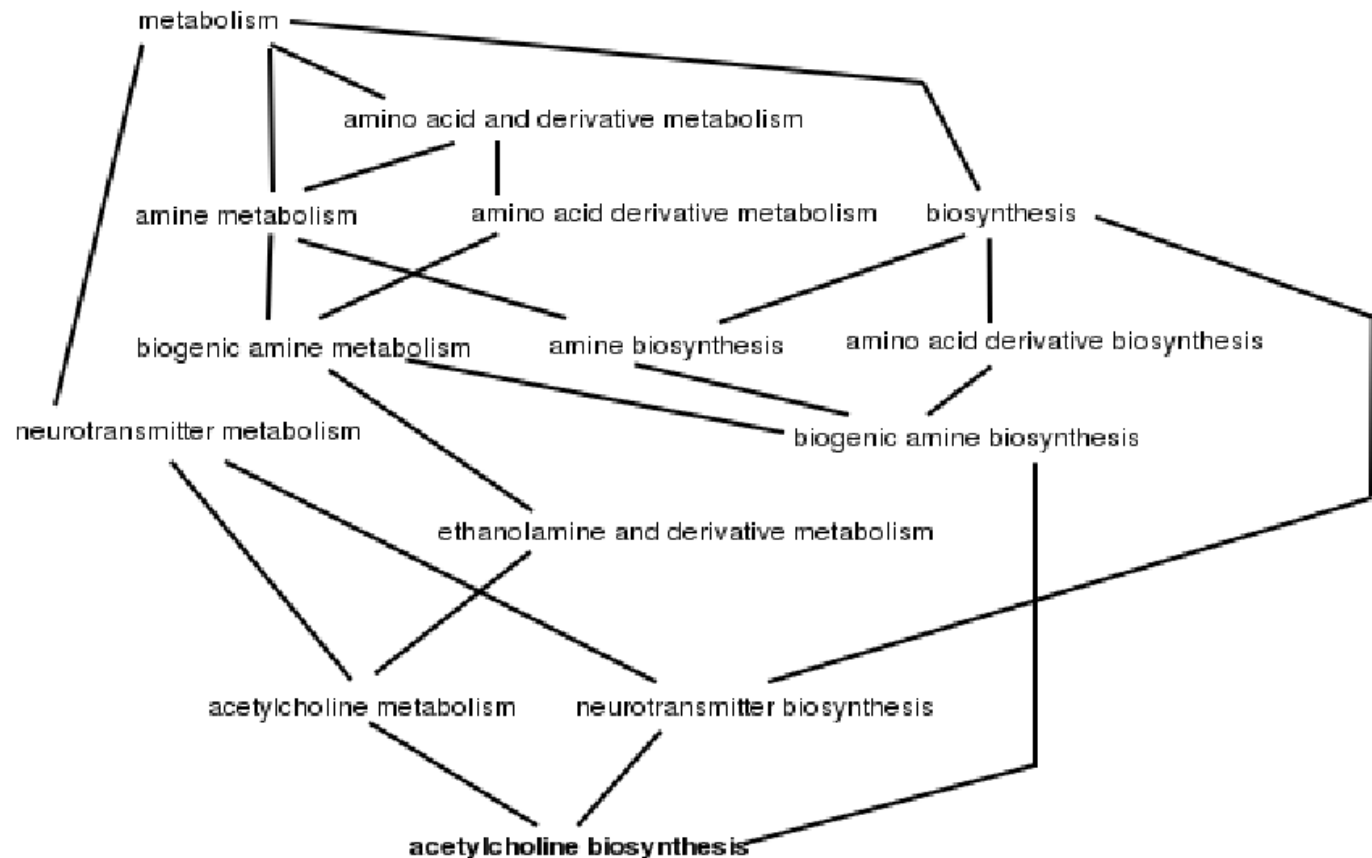 metabolism
amino acid and derivative metabolism
amine metabolism
amino acid derivative metabolism
biosynthesis
biogenic amine metabolism
amine biosynthesis
amino acid derivative biosynthesis
neurotransmitter metabolism
biogenic amine biosynthesis
ethanolamine and derivative metabolism
acetylcholine metabolism
neurotransmitter biosynthesis
acetylcholine biosynthesis